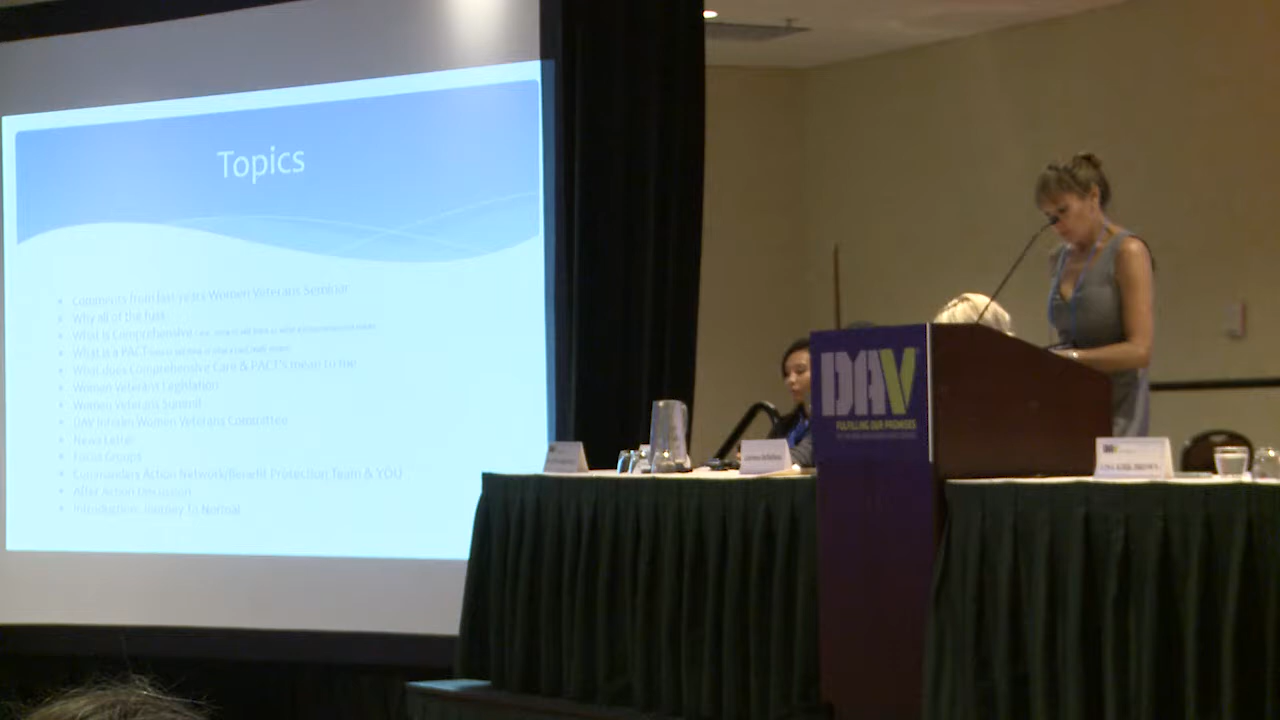 Topics
Comments from last years Women Veterans Seminar
Why all of the fuss
What is Comprehensive
What is a PACT
What does Comprehensive Care & PACT's mean to me
Women Veterans Legislation
Women Veterans Summit
DAV Interim Women Veterans Committee
News Letter
Focus Groups
Commanders Action Network/Benefit Protection Team & YOU
After Action Discussion
Introduction: Journey To Normal
DAV
FULFILLING OUR PROMISES